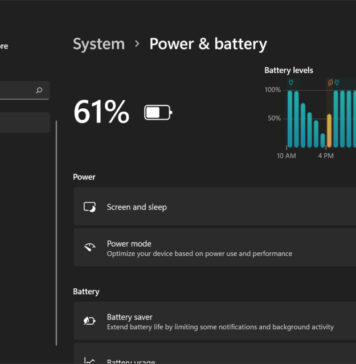 ore
System > Power & battery
Battery levels
61%
100%
50%
10 AM 4 PM
Power
Screen and sleep
Power mode
Optimize your device based on power use and performance
Battery
Battery saver
Extend battery life by limiting some notifications and background activity
Battery usage